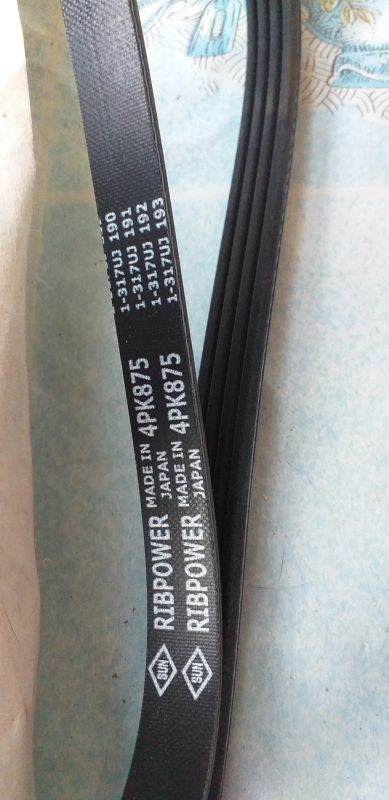 SUN RIBPOWER MADE IN JAPAN 4PK875
SUN RIBPOWER MADE IN JAPAN 4PK875
1-317UJ 190
1-317UJ 191
1-317UJ 192
1-317UJ 193